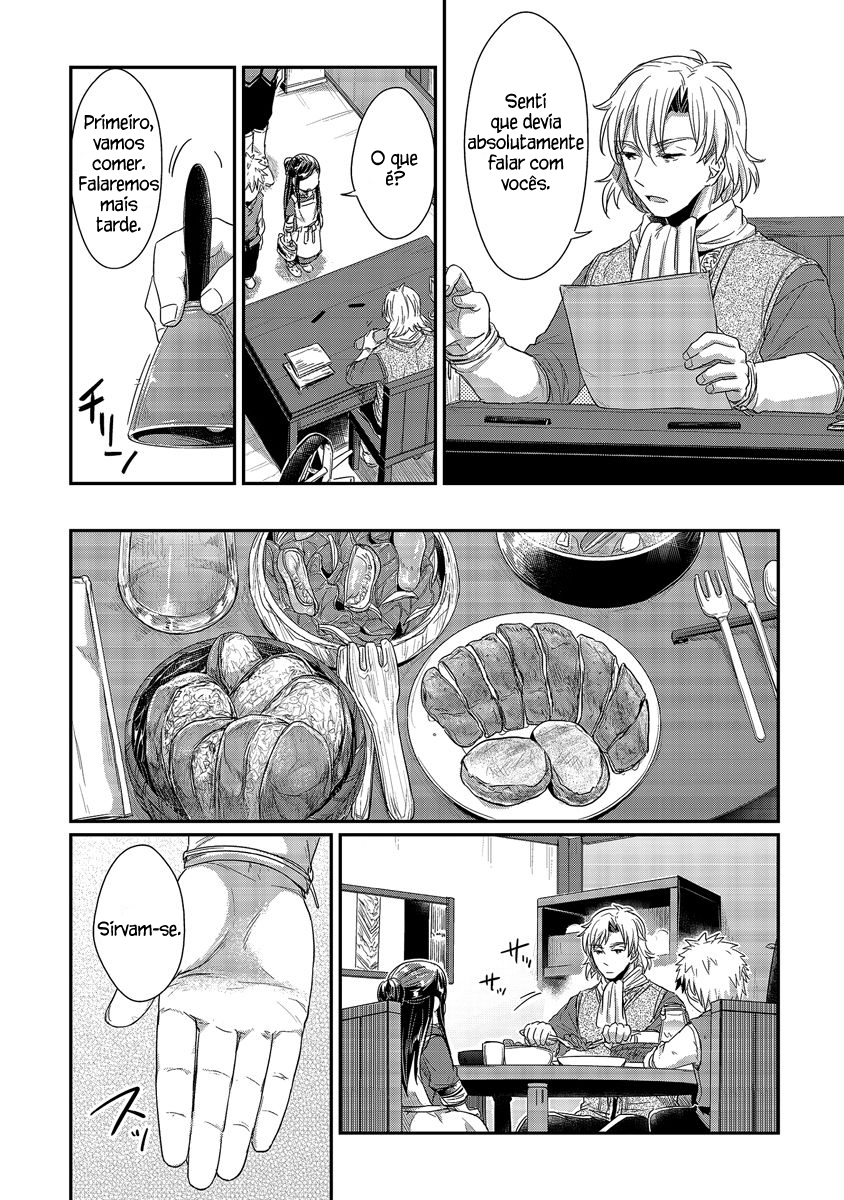 Senti
que devia
absolutamente
falar com
vocês.
O que
é?
Primeiro,
vamos
comer.
Falaremos
mais
tarde.
チリーン
ザッ
ザッ
Sirvam-se.
スッ